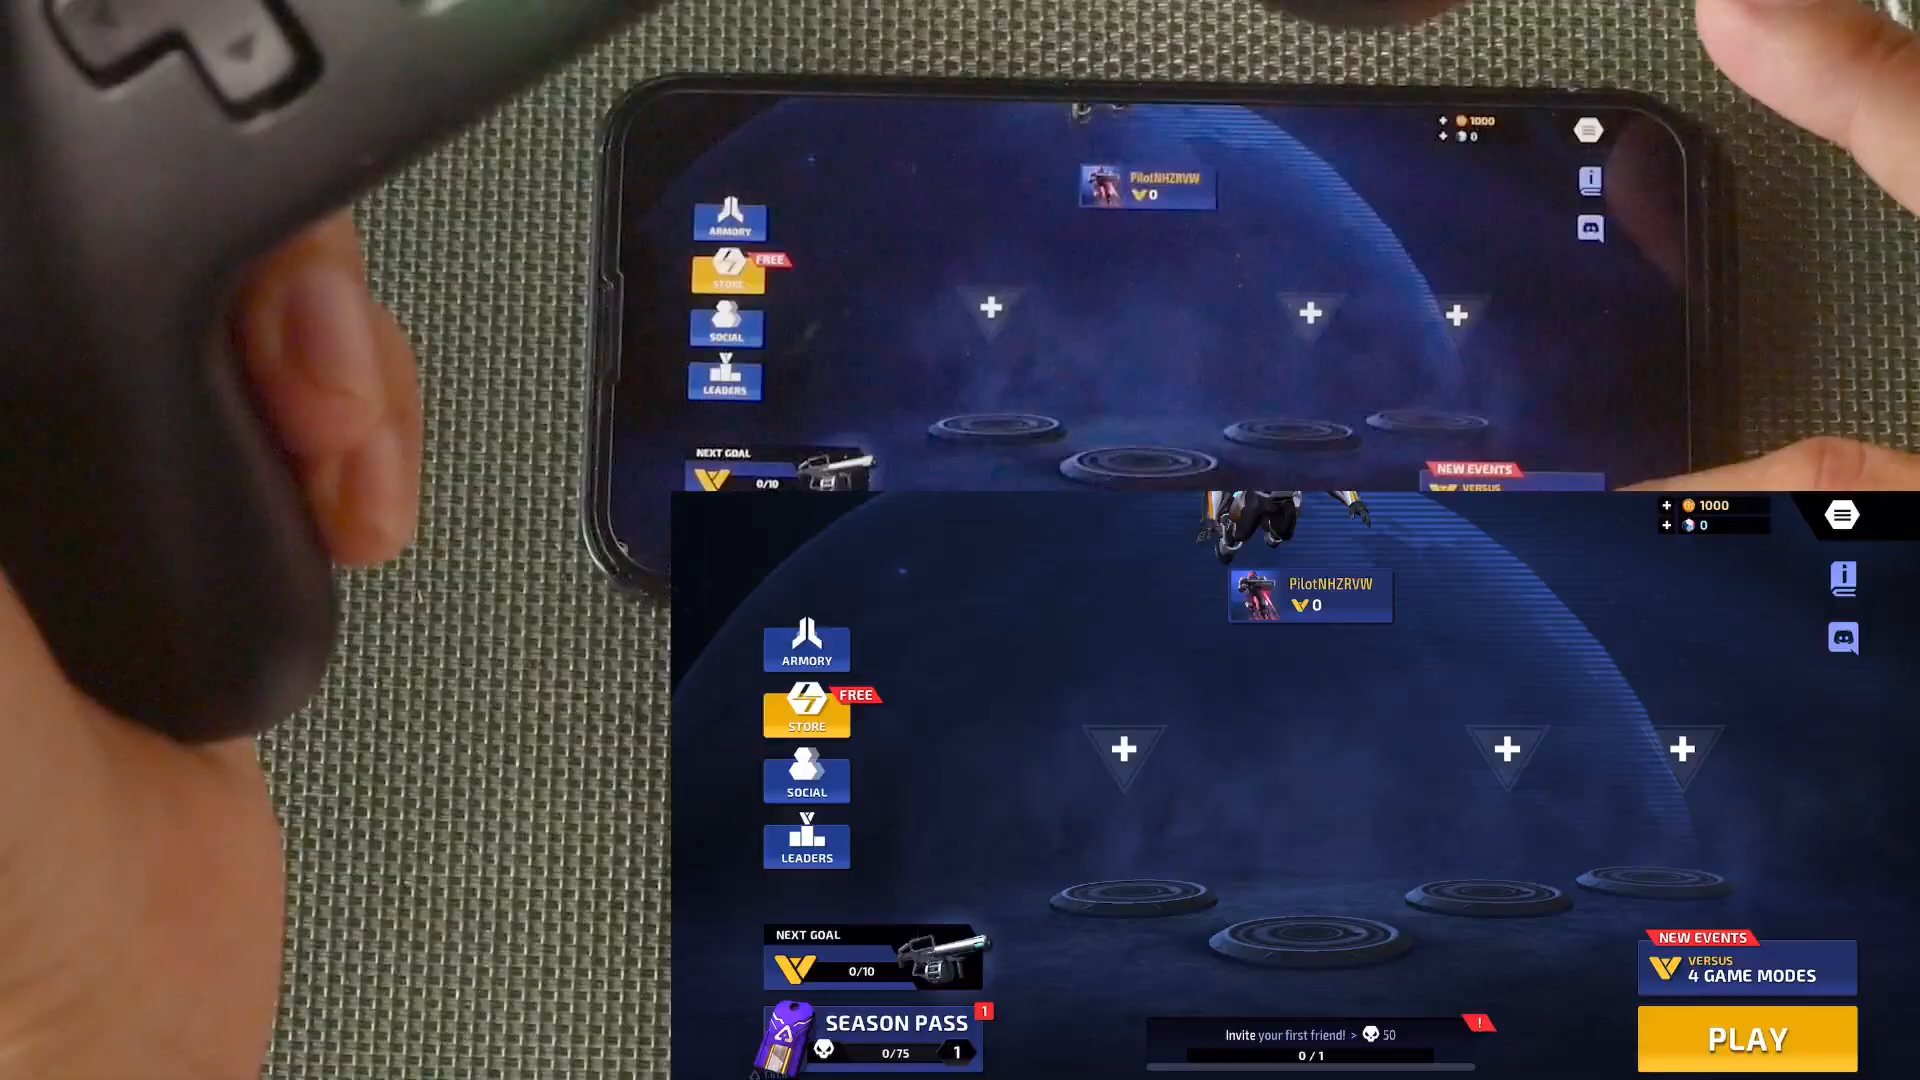 1000
0
PilotNHZRVW
0
ARMORY
FREE
STORE
SOCIAL
LEADERS
NEXT GOAL
0/10
NEW EVENTS
VERSUS
1000
0
PilotNHZRVW
0
ARMORY
FREE
STORE
SOCIAL
LEADERS
NEXT GOAL
0/10
SEASON PASS
1
0/75
1
Invite your first friend! > 50
!
0 / 1
NEW EVENTS
VERSUS
4 GAME MODES
PLAY